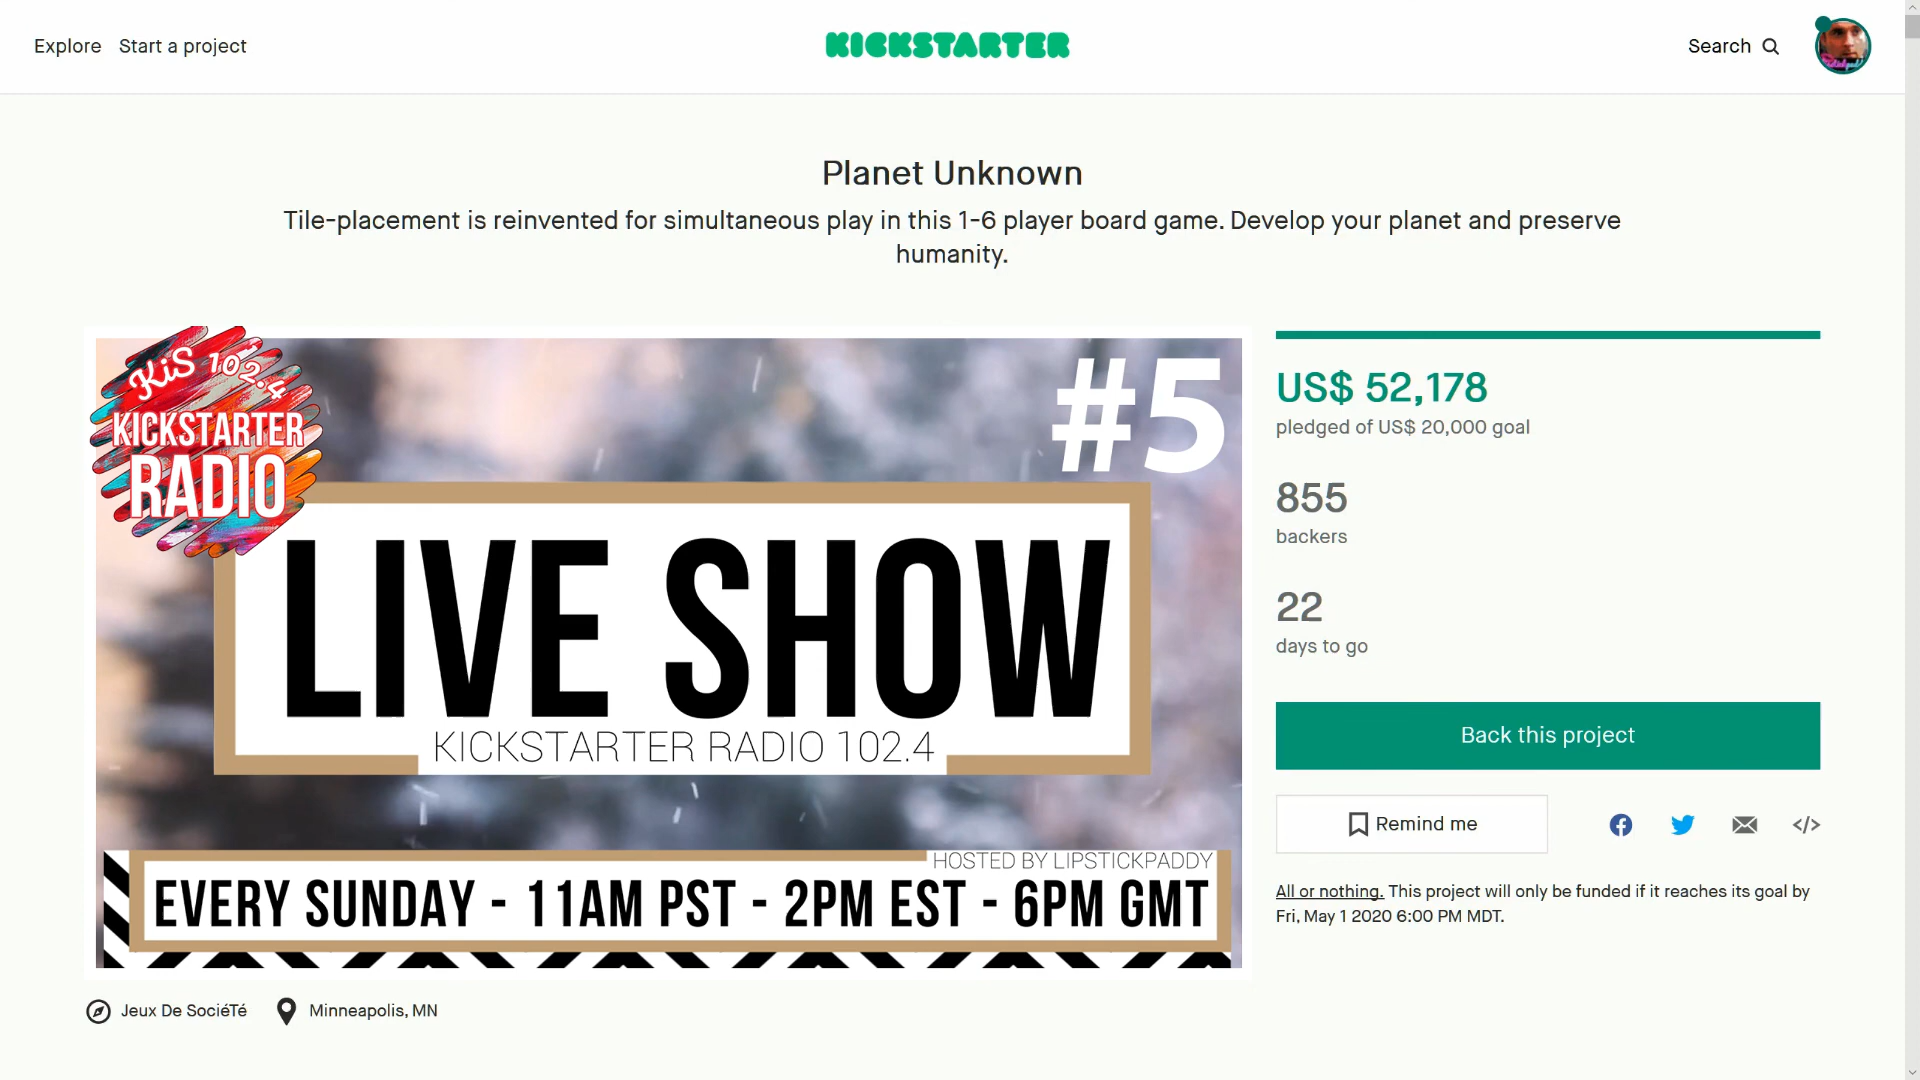 Explore
Start a project
KICKSTARTER
Search
Planet Unknown
Tile-placement is reinvented for simultaneous play in this 1-6 player board game. Develop your planet and preserve
humanity.
KiS 102.4
KICKSTARTER
RADIO
#5
LIVE SHOW
KICKSTARTER RADIO 102.4
HOSTED BY LIPSTICKPADDY
EVERY SUNDAY - 11AM PST - 2PM EST - 6PM GMT
US$ 52,178
pledged of US$ 20,000 goal
855
backers
22
days to go
Back this project
Remind me
All or nothing. This project will only be funded if it reaches its goal by
Fri, May 1 2020 6:00 PM MDT.
Jeux De SociéTé
Minneapolis, MN